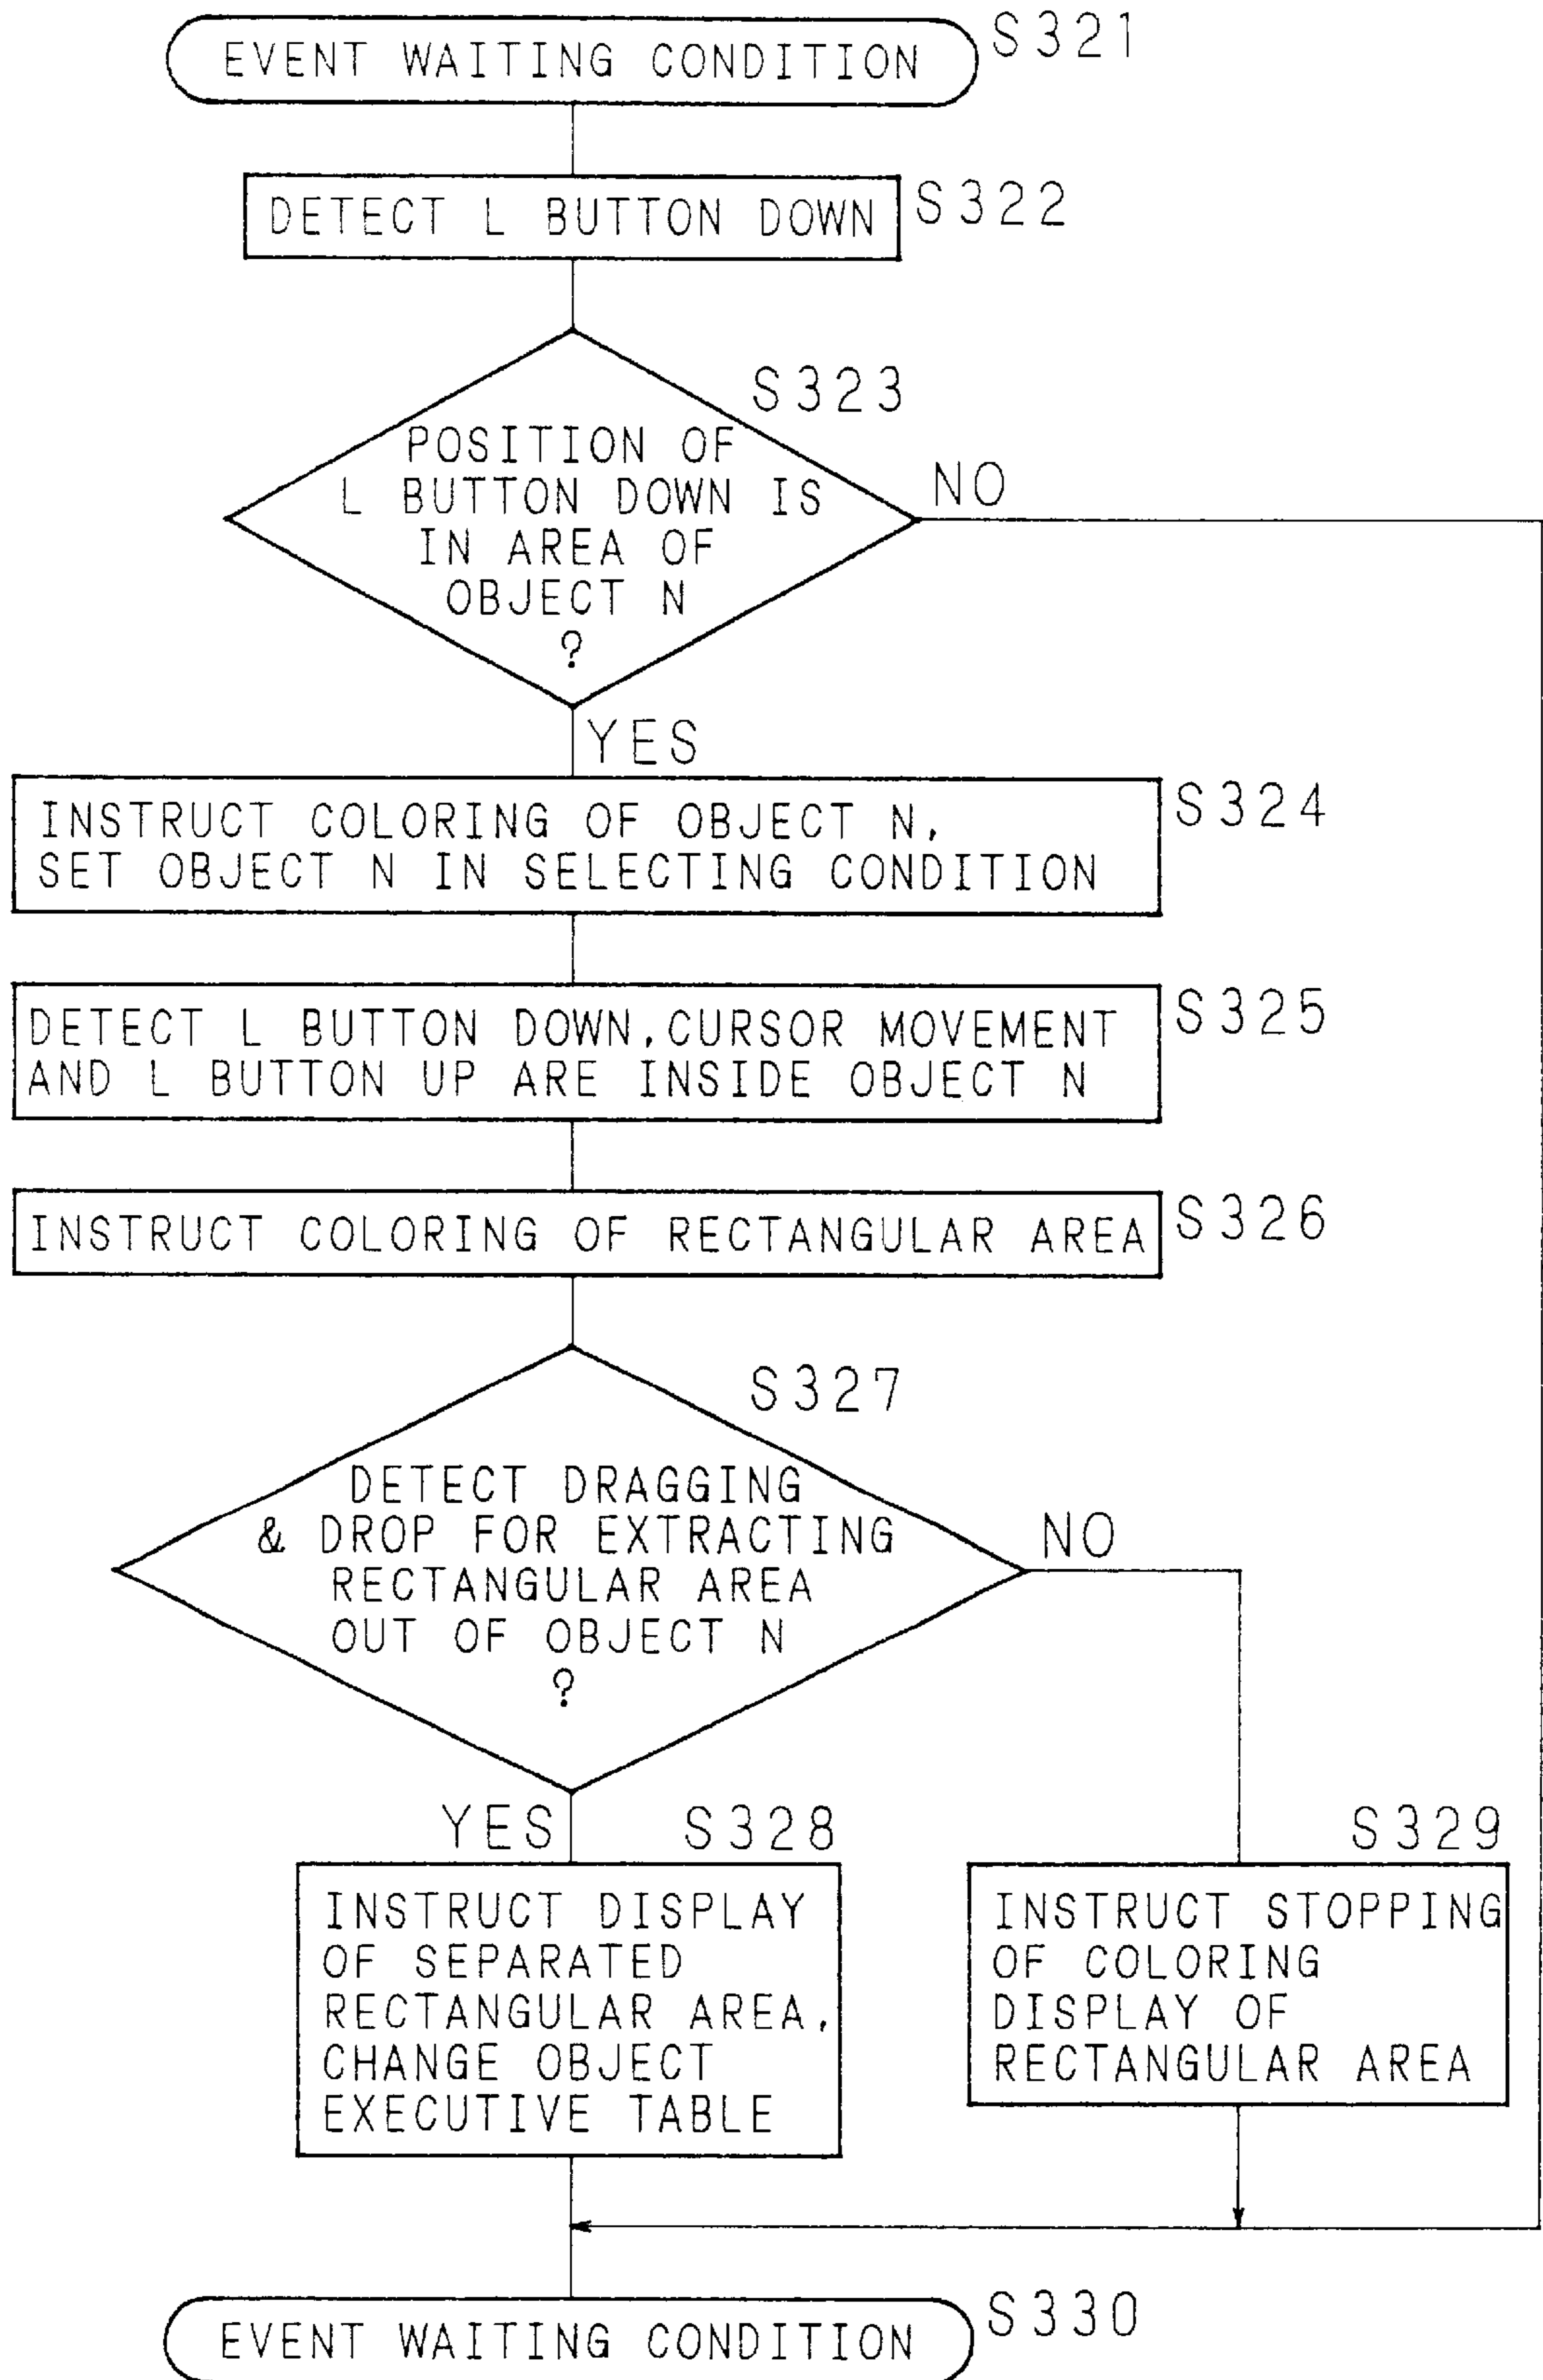 EVENT WAITING CONDITION
S321
DETECT L BUTTON DOWN
S322
S323
POSITION OF
L BUTTON DOWN IS
IN AREA OF
OBJECT N
?
NO
YES
INSTRUCT COLORING OF OBJECT N,
SET OBJECT N IN SELECTING CONDITION
S324
DETECT L BUTTON DOWN,CURSOR MOVEMENT
AND L BUTTON UP ARE INSIDE OBJECT N
S325
INSTRUCT COLORING OF RECTANGULAR AREA
S326
S327
DETECT DRAGGING
& DROP FOR EXTRACTING
RECTANGULAR AREA
OUT OF OBJECT N
?
NO
YES
S328
INSTRUCT DISPLAY
OF SEPARATED
RECTANGULAR AREA,
CHANGE OBJECT
EXECUTIVE TABLE
S329
INSTRUCT STOPPING
OF COLORING
DISPLAY OF
RECTANGULAR AREA
EVENT WAITING CONDITION
S330